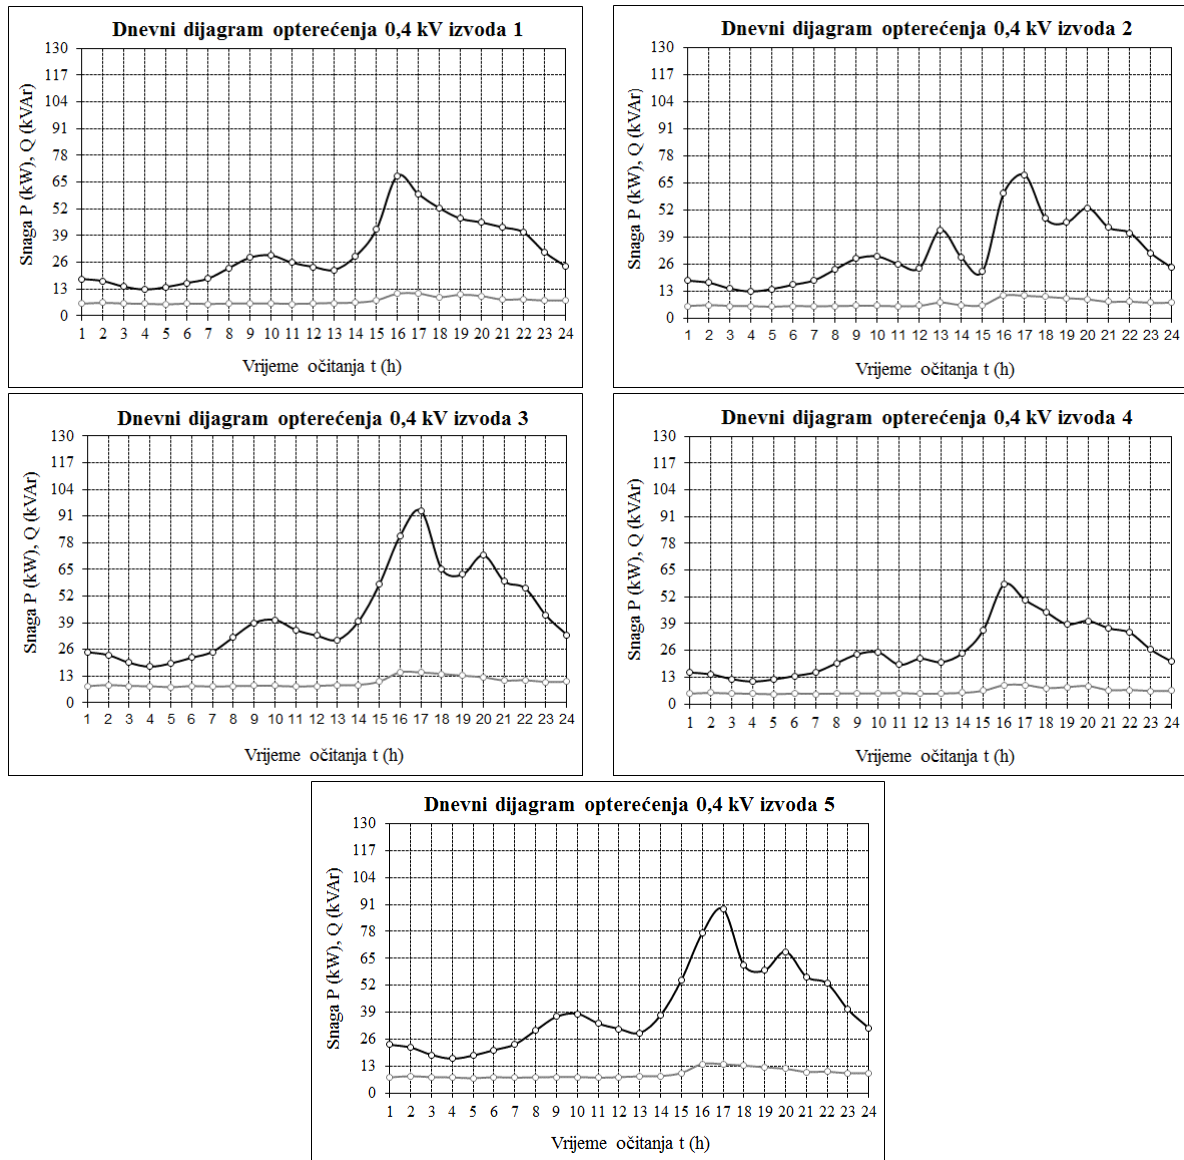 Dnevni dijagram opterećenja 0,4 kV izvoda 1
Snaga P (kW), Q (kVAr)
130
117
104
91
78
65
52
39
26
13
0
1 2 3 4 5 6 7 8 9 10 11 12 13 14 15 16 17 18 19 20 21 22 23 24
Vrijeme očitanja t (h)
Dnevni dijagram opterećenja 0,4 kV izvoda 2
Snaga P (kW), Q (kVAr)
130
117
104
91
78
65
52
39
26
13
0
1 2 3 4 5 6 7 8 9 10 11 12 13 14 15 16 17 18 19 20 21 22 23 24
Vrijeme očitanja t (h)
Dnevni dijagram opterećenja 0,4 kV izvoda 3
Snaga P (kW), Q (kVAr)
130
117
104
91
78
65
52
39
26
13
0
1 2 3 4 5 6 7 8 9 10 11 12 13 14 15 16 17 18 19 20 21 22 23 24
Vrijeme očitanja t (h)
Dnevni dijagram opterećenja 0,4 kV izvoda 4
Snaga P (kW), Q (kVAr)
130
117
104
91
78
65
52
39
26
13
0
1 2 3 4 5 6 7 8 9 10 11 12 13 14 15 16 17 18 19 20 21 22 23 24
Vrijeme očitanja t (h)
Dnevni dijagram opterećenja 0,4 kV izvoda 5
Snaga P (kW), Q (kVAr)
130
117
104
91
78
65
52
39
26
13
0
1 2 3 4 5 6 7 8 9 10 11 12 13 14 15 16 17 18 19 20 21 22 23 24
Vrijeme očitanja t (h)